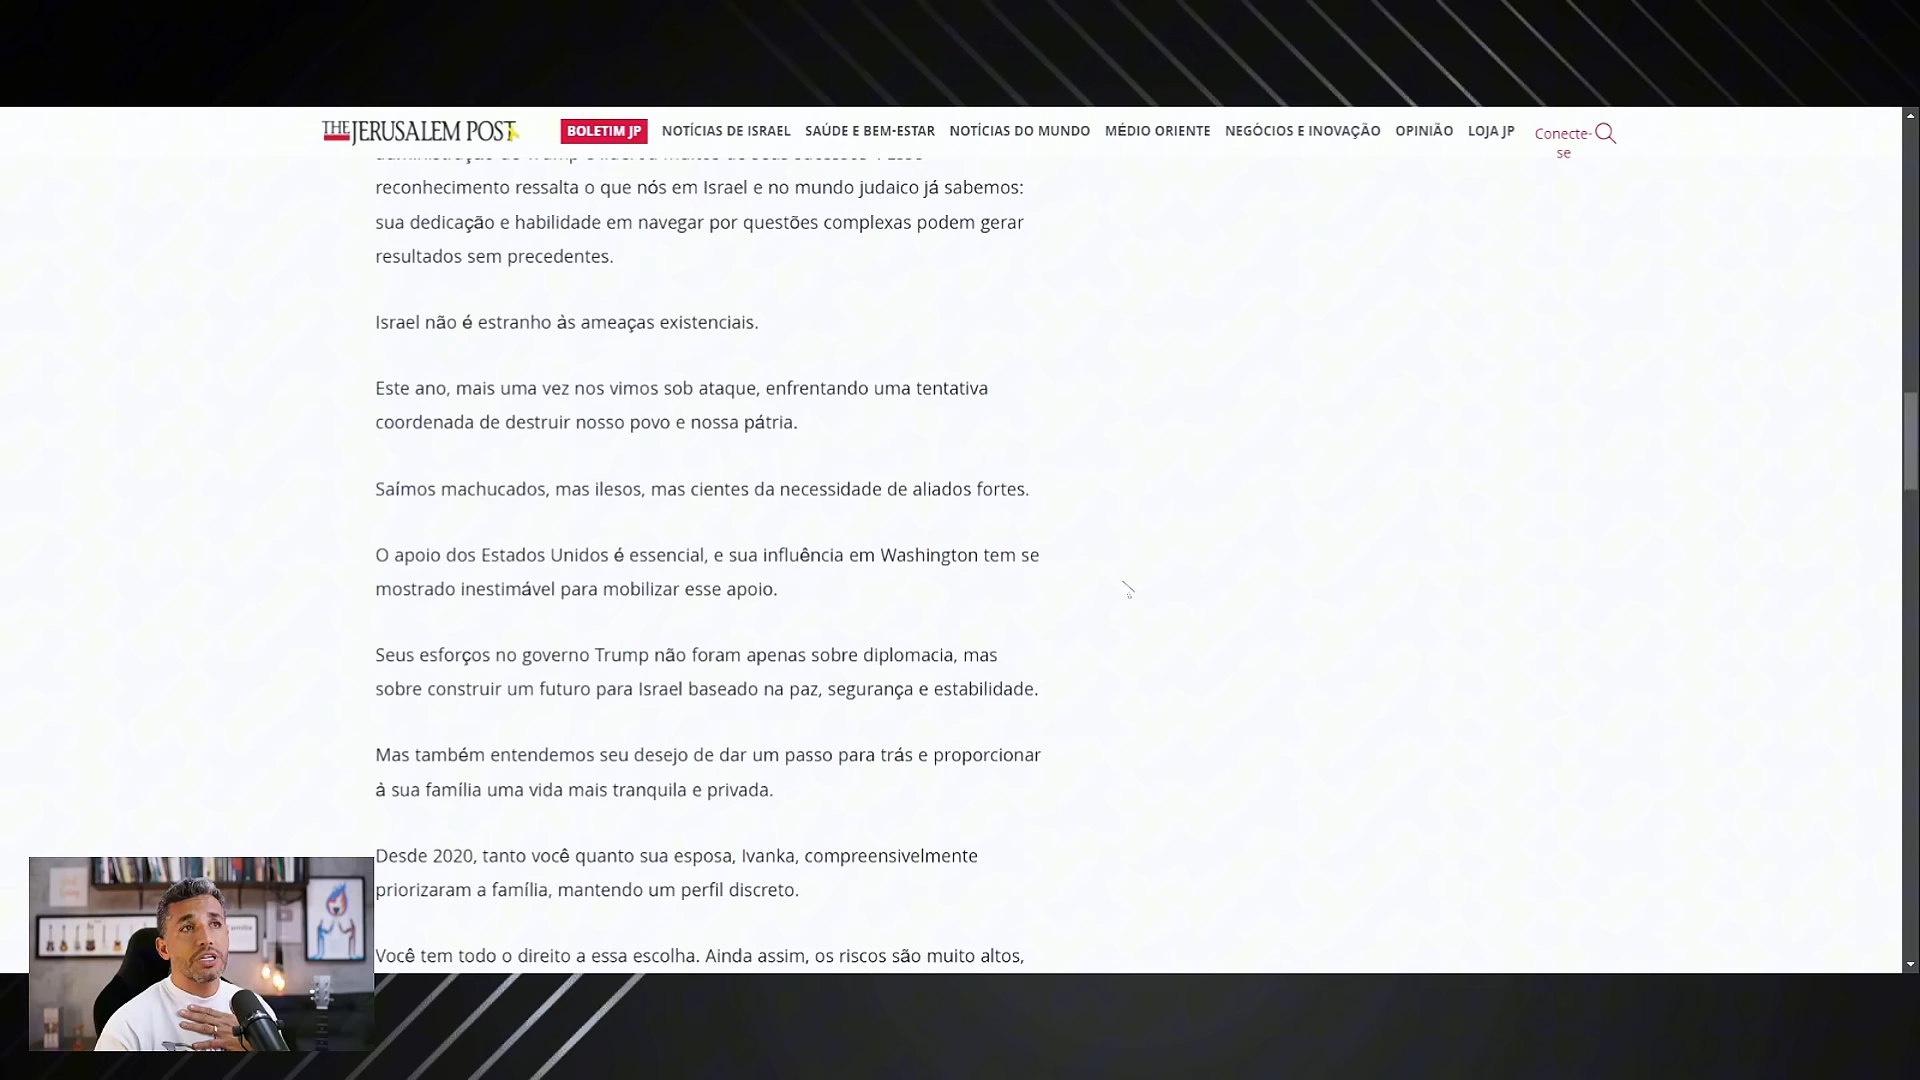 THE JERUSALEM POST
BOLETIM JP
NOTÍCIAS DE ISRAEL
SAÚDE E BEM-ESTAR
NOTÍCIAS DO MUNDO
MÉDIO ORIENTE
NEGÓCIOS E INOVAÇÃO
OPINIÃO
LOJA JP
Conecte-
se
reconhecimento ressalta o que nós em Israel e no mundo judaico já sabemos:
sua dedicação e habilidade em navegar por questões complexas podem gerar
resultados sem precedentes.
Israel não é estranho às ameaças existenciais.
Este ano, mais uma vez nos vimos sob ataque, enfrentando uma tentativa
coordenada de destruir nosso povo e nossa pátria.
Saímos machucados, mas ilesos, mas cientes da necessidade de aliados fortes.
O apoio dos Estados Unidos é essencial, e sua influência em Washington tem se
mostrado inestimável para mobilizar esse apoio.
Seus esforços no governo Trump não foram apenas sobre diplomacia, mas
sobre construir um futuro para Israel baseado na paz, segurança e estabilidade.
Mas também entendemos seu desejo de dar um passo para trás e proporcionar
à sua família uma vida mais tranquila e privada.
Desde 2020, tanto você quanto sua esposa, Ivanka, compreensivelmente
priorizaram a família, mantendo um perfil discreto.
Você tem todo o direito a essa escolha. Ainda assim, os riscos são muito altos,